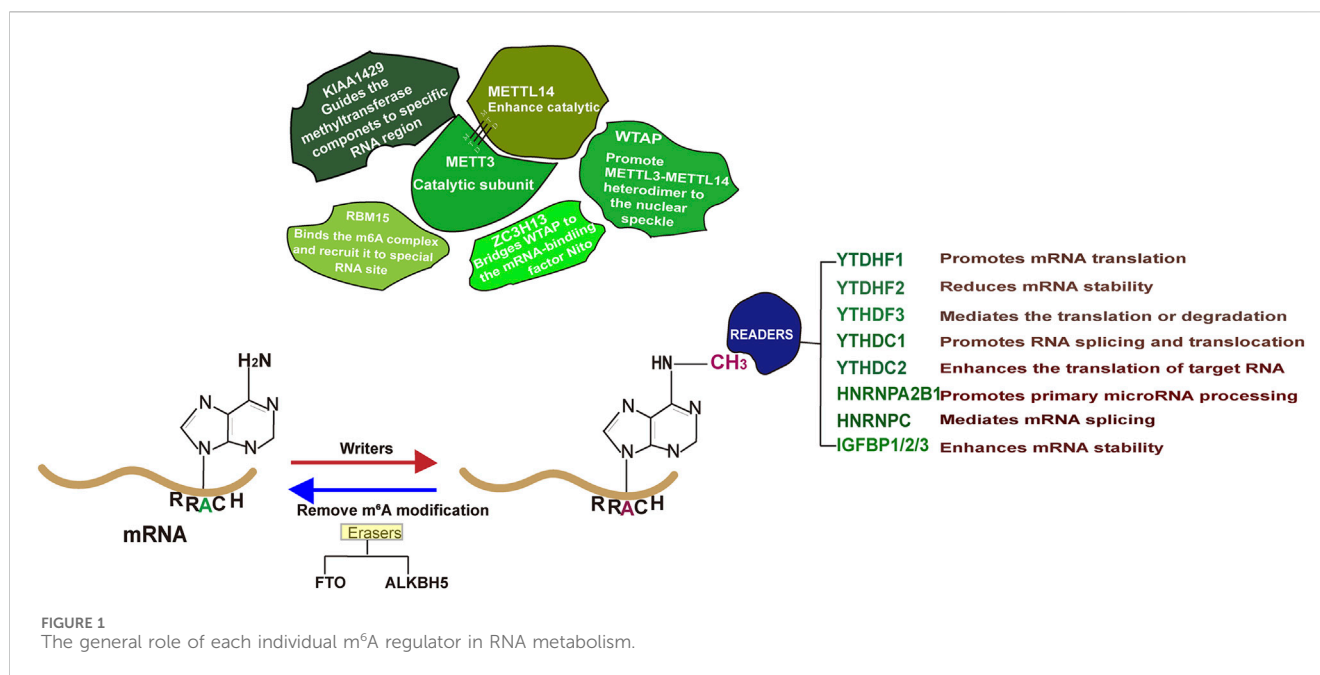 KIAA1429
Guides the
methyltransferase
componets to specific
RNA region
METTL14
Enhance catalytic
M T D
M T D
METT3
Catalytic subunit
WTAP
Promote
METTL3-METTL14
heterodimer to
the nuclear
speckle
RBM15
Binds the m6A complex
and recruit it to special
RNA site
ZC3H13
Bridges WTAP to
the mRNA-bindling
factor Nito
READERS
YTDHF1 Promotes mRNA translation
YTDHF2 Reduces mRNA stability
YTHDF3 Mediates the translation or degradation
YTHDC1 Promotes RNA splicing and translocation
YTHDC2 Enhances the translation of target RNA
HNRNPA2B1 Promotes primary microRNA processing
HNRNPC Mediates mRNA splicing
IGFBP1/2/3 Enhances mRNA stability
H₂N
N
N
N
N
RRACH
mRNA
Writers
Remove m⁶A modification
Erasers
FTO ALKBH5
HN CH₃
N
N
N
N
RRACH
FIGURE 1
The general role of each individual m⁶A regulator in RNA metabolism.